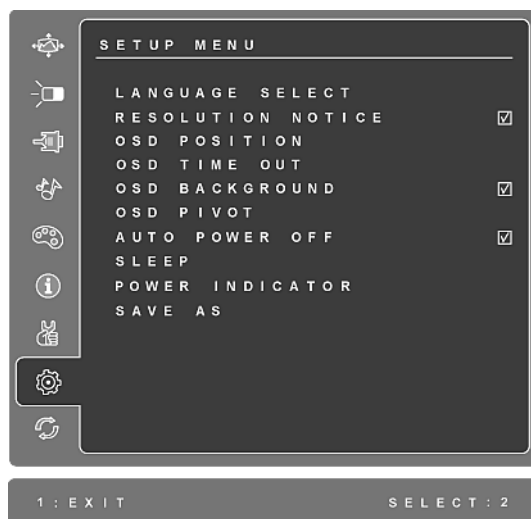 SETUP MENU
LANGUAGE SELECT
RESOLUTION NOTICE
OSD POSITION
OSD TIME OUT
OSD BACKGROUND
OSD PIVOT
AUTO POWER OFF
SLEEP
POWER INDICATOR
SAVE AS
1:EXIT SELECT:2